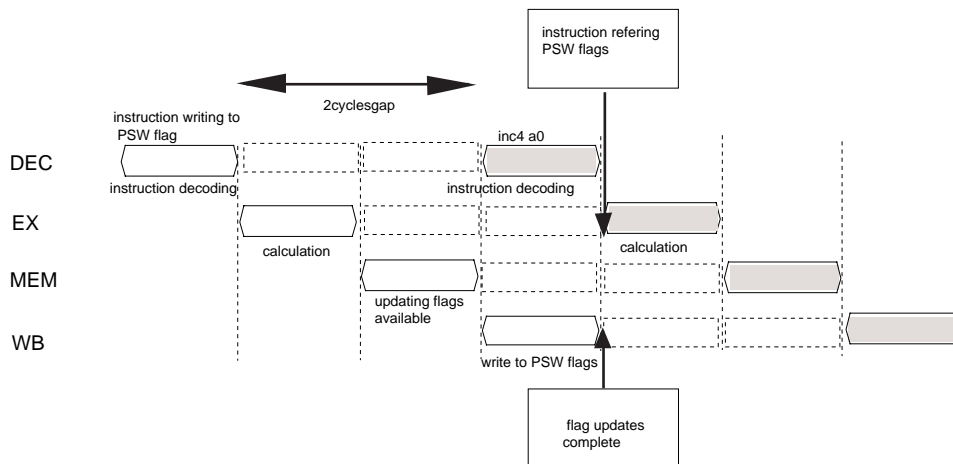 instruction refering
PSW flags
2cyclesgap
instruction writing to
PSW flag
inc4 a0
DEC
instruction decoding
instruction decoding
EX
calculation
calculation
MEM
updating flags
available
WB
write to PSW flags
flag updates
complete